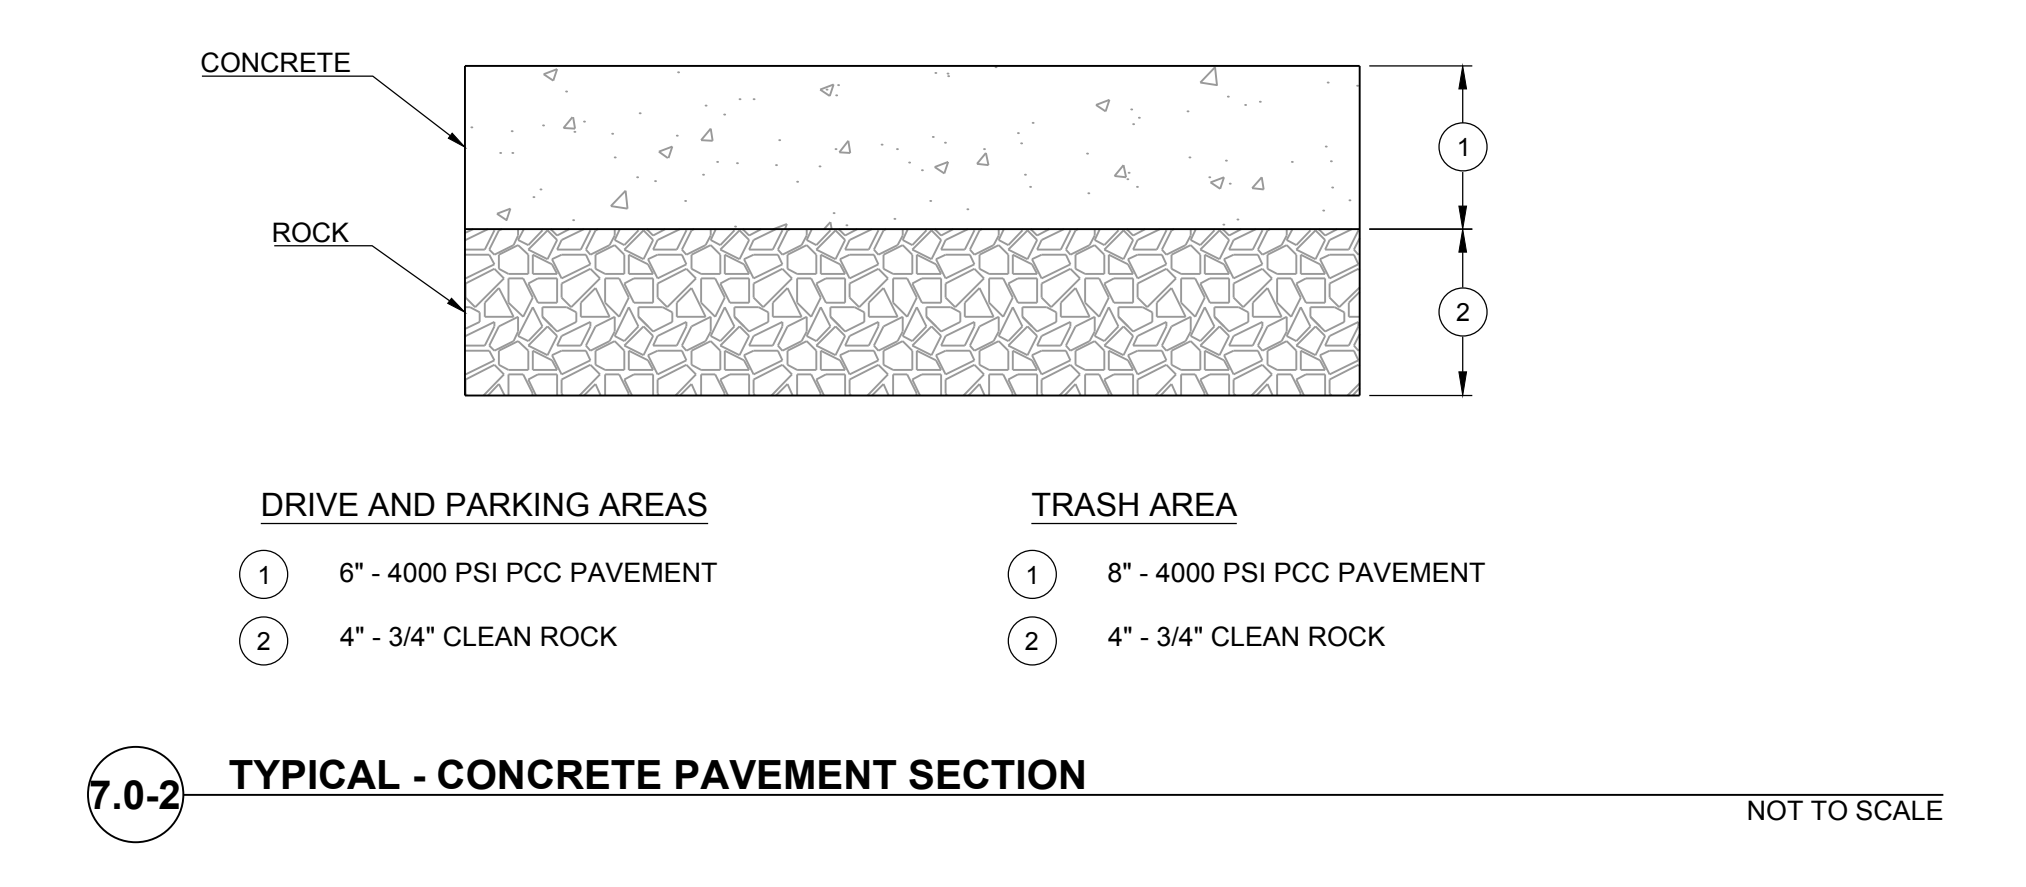 CONCRETE
1
ROCK
2
DRIVE AND PARKING AREAS
1 6" - 4000 PSI PCC PAVEMENT
2 4" - 3/4" CLEAN ROCK
TRASH AREA
1 8" - 4000 PSI PCC PAVEMENT
2 4" - 3/4" CLEAN ROCK
7.0-2 TYPICAL - CONCRETE PAVEMENT SECTION
NOT TO SCALE